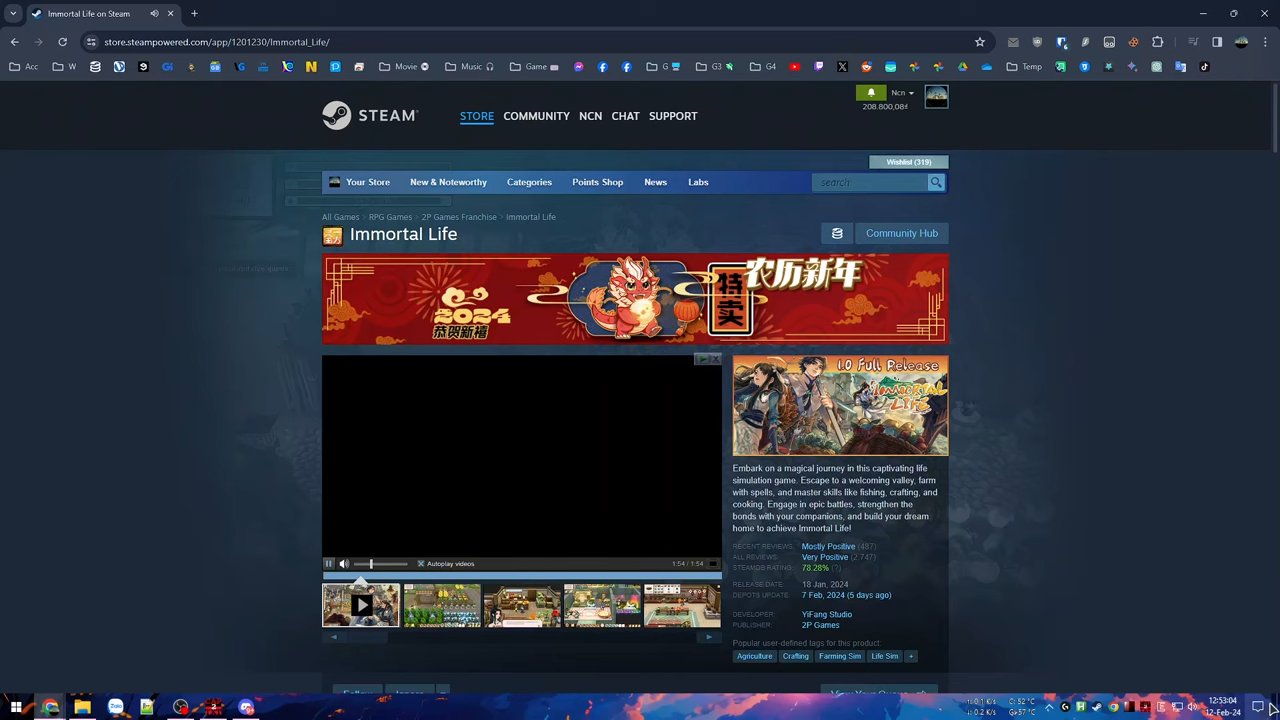 Immortal Life on Steam
store.steampowered.com/app/1201230/Immortal_Life/
Acc
W
Movie
Music
Game
G
G3
G4
Temp
STEAM
STORE
COMMUNITY
NCN
CHAT
SUPPORT
Ncn
208.800,08₫
Wishlist (319)
Your Store
New & Noteworthy
Categories
Points Shop
News
Labs
search
All Games > RPG Games > 2P Games Franchise > Immortal Life
Immortal Life
Community Hub
2024
恭贺新禧
特卖
农历新年
1.0 Full Release
IMMORTAL
LIFE
Embark on a magical journey in this captivating life
simulation game. Escape to a welcoming valley, farm
with spells, and master skills like fishing, crafting, and
cooking. Engage in epic battles, strengthen the
bonds with your companions, and build your dream
home to achieve Immortal Life!
RECENT REVIEWS: Mostly Positive (487)
ALL REVIEWS: Very Positive (2,747)
STEAMDB RATING: 78.28% (?)
RELEASE DATE: 18 Jan, 2024
DEPOTS UPDATE: 7 Feb, 2024 (5 days ago)
DEVELOPER: YiFang Studio
PUBLISHER: 2P Games
Popular user-defined tags for this product:
Agriculture
Crafting
Farming Sim
Life Sim
+
Autoplay videos
1:54 / 1:54
Follow
Ignore
View Your Queue
Zalo
C: 52 °C
G: 57 °C
12:53:04
12-Feb-24